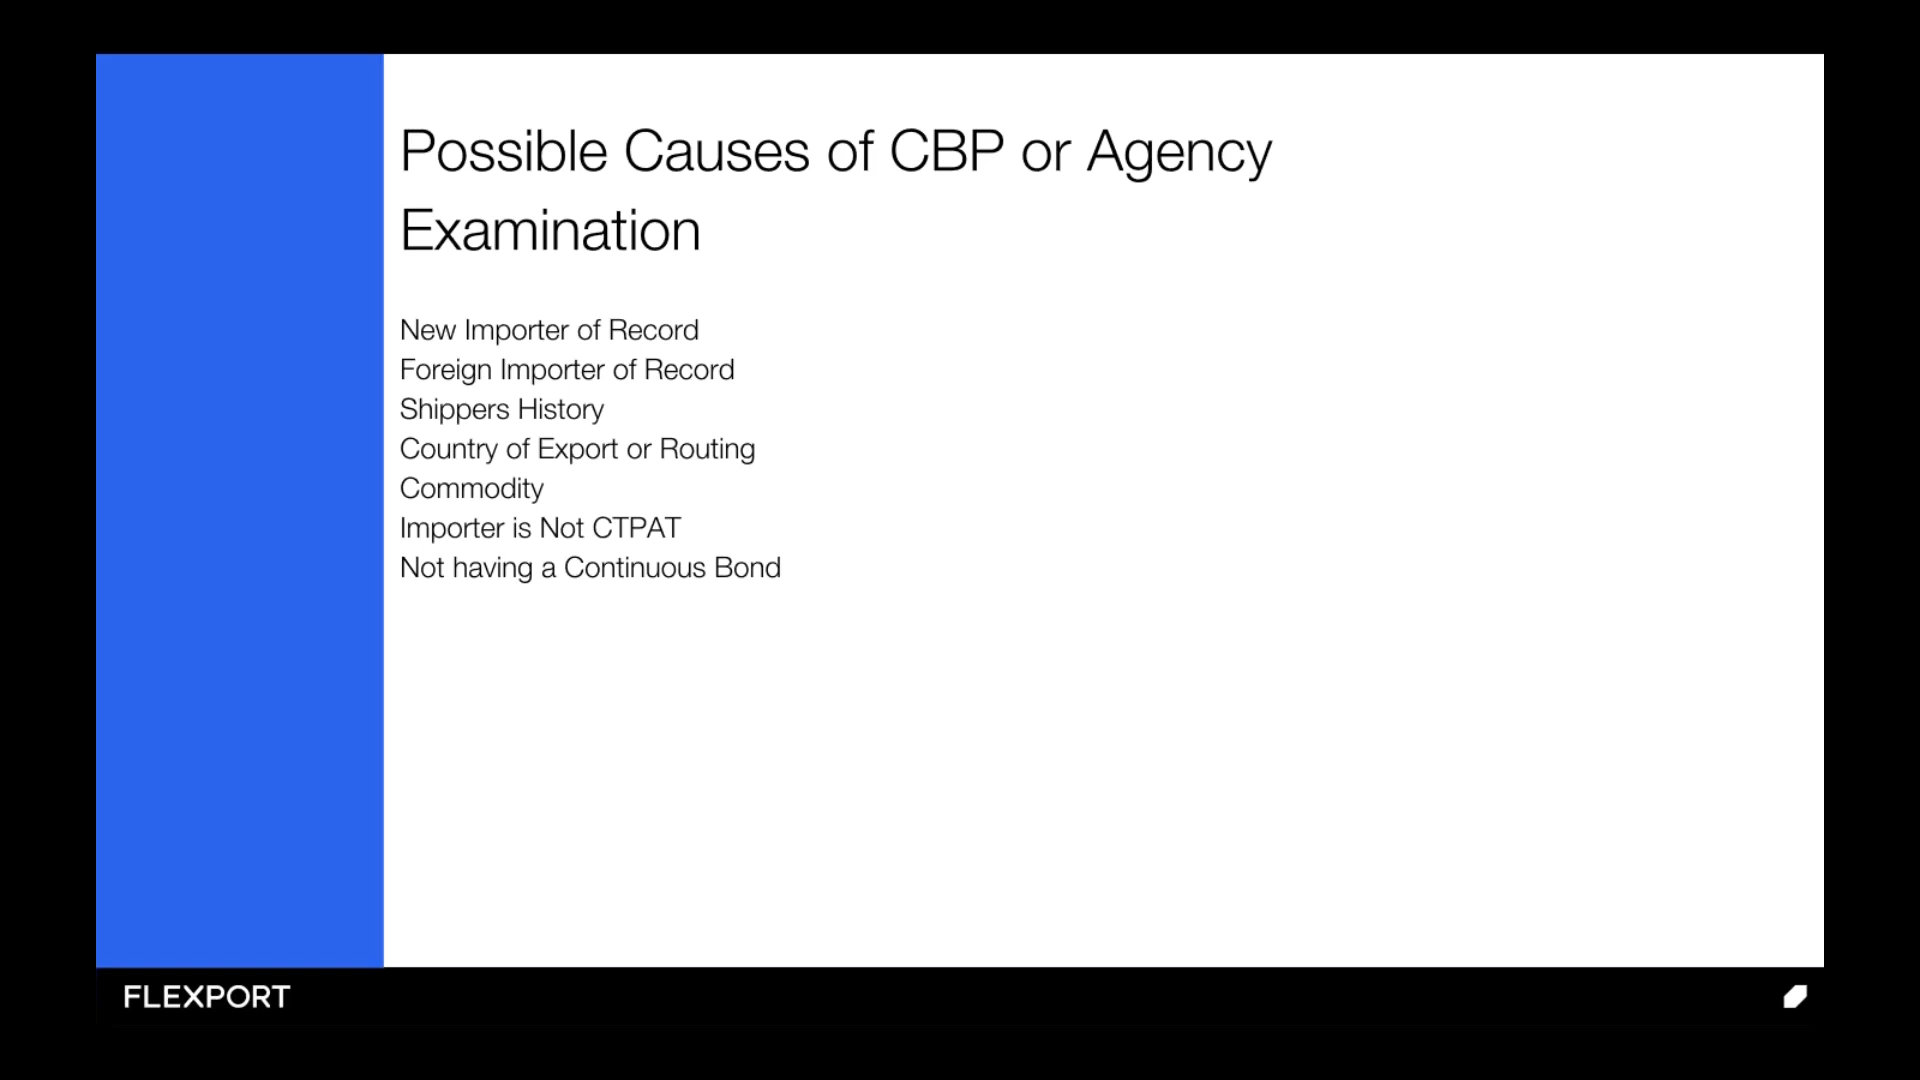 Possible Causes of CBP or Agency
Examination
New Importer of Record
Foreign Importer of Record
Shippers History
Country of Export or Routing
Commodity
Importer is Not CTPAT
Not having a Continuous Bond
FLEXPORT